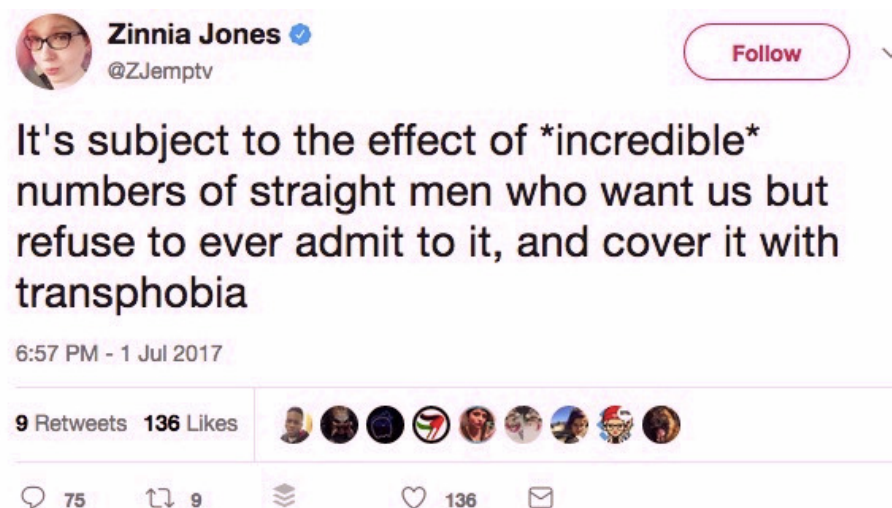 Zinnia Jones
@ZJemptv
Follow
It's subject to the effect of *incredible*
numbers of straight men who want us but
refuse to ever admit to it, and cover it with
transphobia
6:57 PM - 1 Jul 2017
9 Retweets 136 Likes
75 9 136